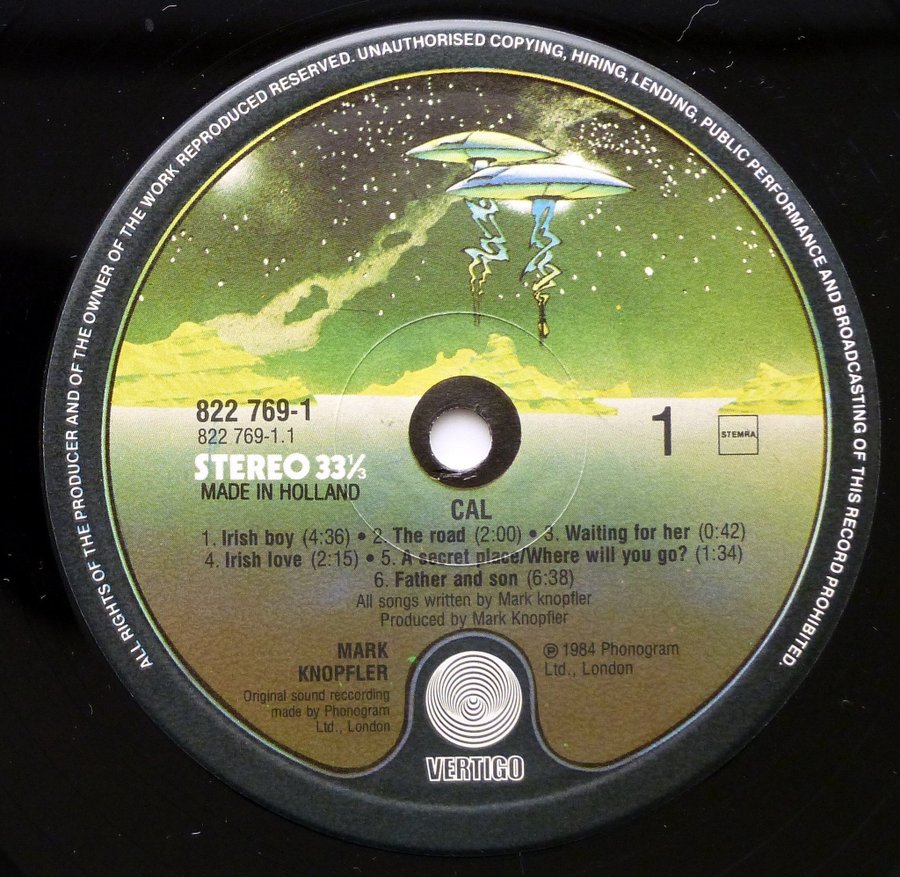 ALL RIGHTS OF THE PRODUCER AND OF THE OWNER OF THE WORK REPRODUCED RESERVED. UNAUTHORISED COPYING, HIRING, LENDING, PUBLIC PERFORMANCE AND BROADCASTING OF THIS RECORD PROHIBITED.
822 769-1
822 769-1.1
STEREO 33⅓
MADE IN HOLLAND
1
STEMRA
CAL
1. Irish boy (4:36) • 2. The road (2:00) • 3. Waiting for her (0:42)
4. Irish love (2:15) • 5. A secret place/Where will you go? (1:34)
6. Father and son (6:38)
All songs written by Mark knopfler
Produced by Mark Knopfler
MARK
KNOPFLER
Original sound reccording
made by Phonogram
Ltd., London
℗ 1984 Phonogram
Ltd., London
VERTIGO